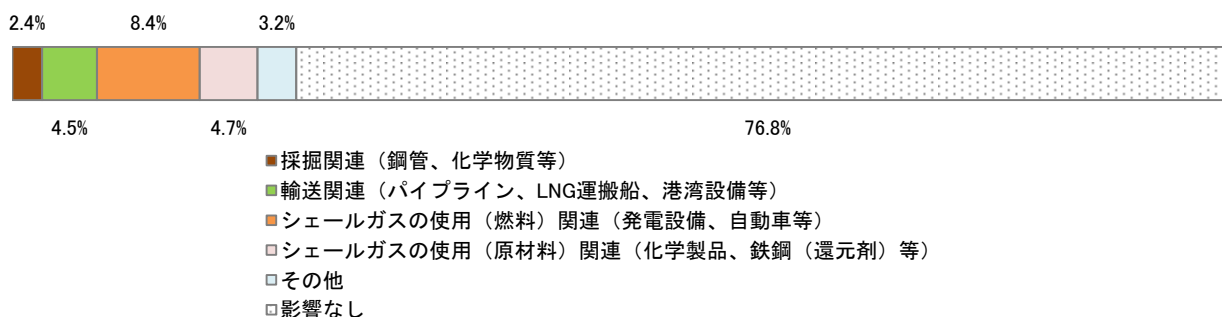 2.4% 8.4% 3.2%
4.5% 4.7% 76.8%
採掘関連（鋼管、化学物質等）
輸送関連（パイプライン、LNG運搬船、港湾設備等）
シェールガスの使用（燃料）関連（発電設備、自動車等）
シェールガスの使用（原材料）関連（化学製品、鉄鋼（還元剤）等）
その他
影響なし